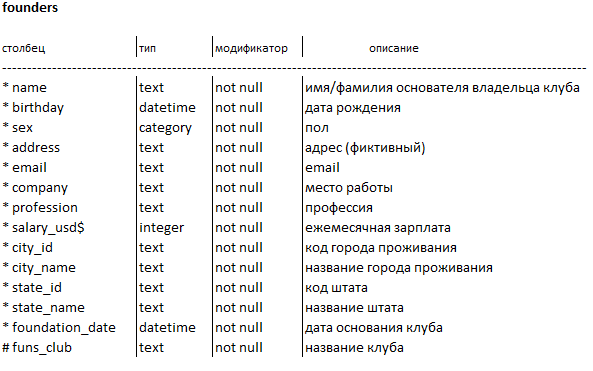 founders
столбец тип модификатор описание
* name text not null имя/фамилия основателя владельца клуба
* birthday datetime not null дата рождения
* sex category not null пол
* address text not null адрес (фиктивный)
* email text not null email
* company text not null место работы
* profession text not null профессия
* salary_usd$ integer not null ежемесячная зарплата
* city_id text not null код города проживания
* city_name text not null название города проживания
* state_id text not null код штата
* state_name text not null название штата
* foundation_date datetime not null дата основания клуба
# funs_club text not null название клуба